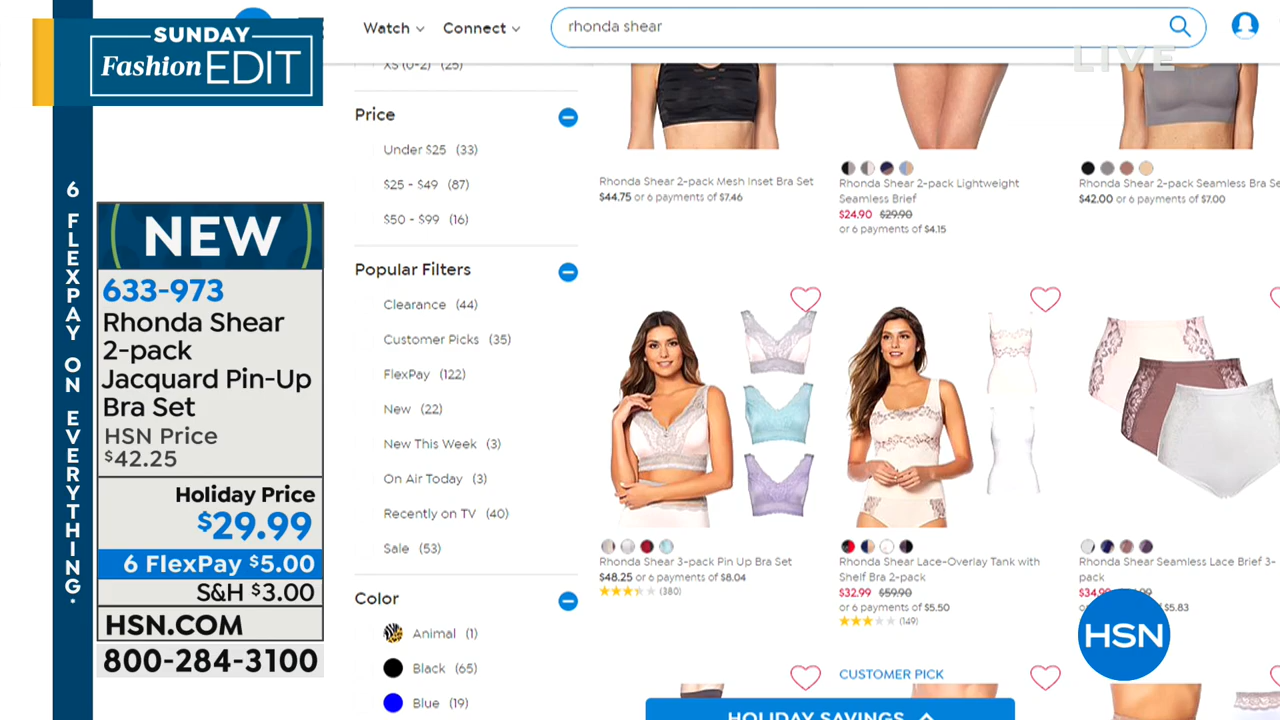 SUNDAY
Fashion EDIT
6 FLEXPAY ON EVERYTHING.
NEW
633-973
Rhonda Shear
2-pack
Jacquard Pin-Up
Bra Set
HSN Price
$42.25
Holiday Price
$29.99
6 FlexPay $5.00
S&H $3.00
HSN.COM
800-284-3100
Watch
Connect
rhonda shear
LIVE
XS (0-2) (25)
Price
Under $25 (33)
$25 - $49 (87)
$50 - $99 (16)
Popular Filters
Clearance (44)
Customer Picks (35)
FlexPay (122)
New (22)
New This Week (3)
On Air Today (3)
Recently on TV (40)
Sale (53)
Color
Animal (1)
Black (65)
Blue (19)
Rhonda Shear 2-pack Mesh Inset Bra Set
$44.75 or 6 payments of $7.46
Rhonda Shear 2-pack Lightweight
Seamless Brief
$24.90 $29.90
or 6 payments of $4.15
Rhonda Shear 2-pack Seamless Bra Se
$42.00 or 6 payments of $7.00
Rhonda Shear 3-pack Pin Up Bra Set
$48.25 or 6 payments of $8.04
(380)
Rhonda Shear Lace-Overlay Tank with
Shelf Bra 2-pack
$32.99 $59.90
or 6 payments of $5.50
(149)
Rhonda Shear Seamless Lace Brief 3-
pack
$34.9
$5.83
HSN
CUSTOMER PICK
HOLIDAY SAVINGS